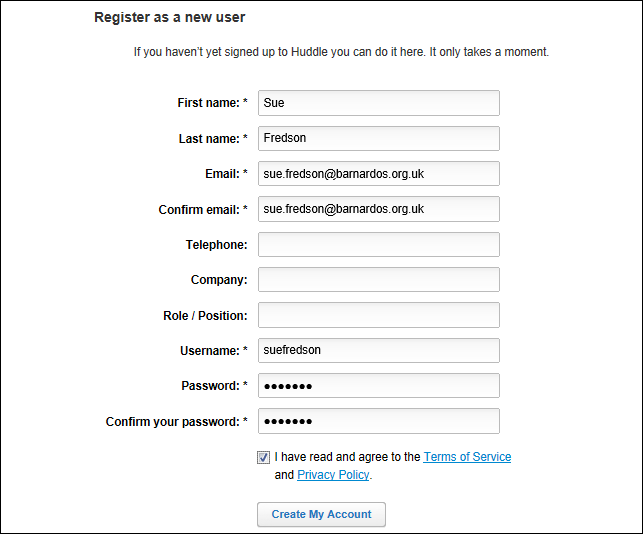 Register as a new user
If you haven't yet signed up to Huddle you can do it here. It only takes a moment.
First name: * Sue
Last name: * Fredson
Email: * sue.fredson@barnardos.org.uk
Confirm email: * sue.fredson@barnardos.org.uk
Telephone:
Company:
Role / Position:
Username: * suefredson
Password: * ●●●●●●●
Confirm your password: * ●●●●●●●
I have read and agree to the Terms of Service
and Privacy Policy.
Create My Account